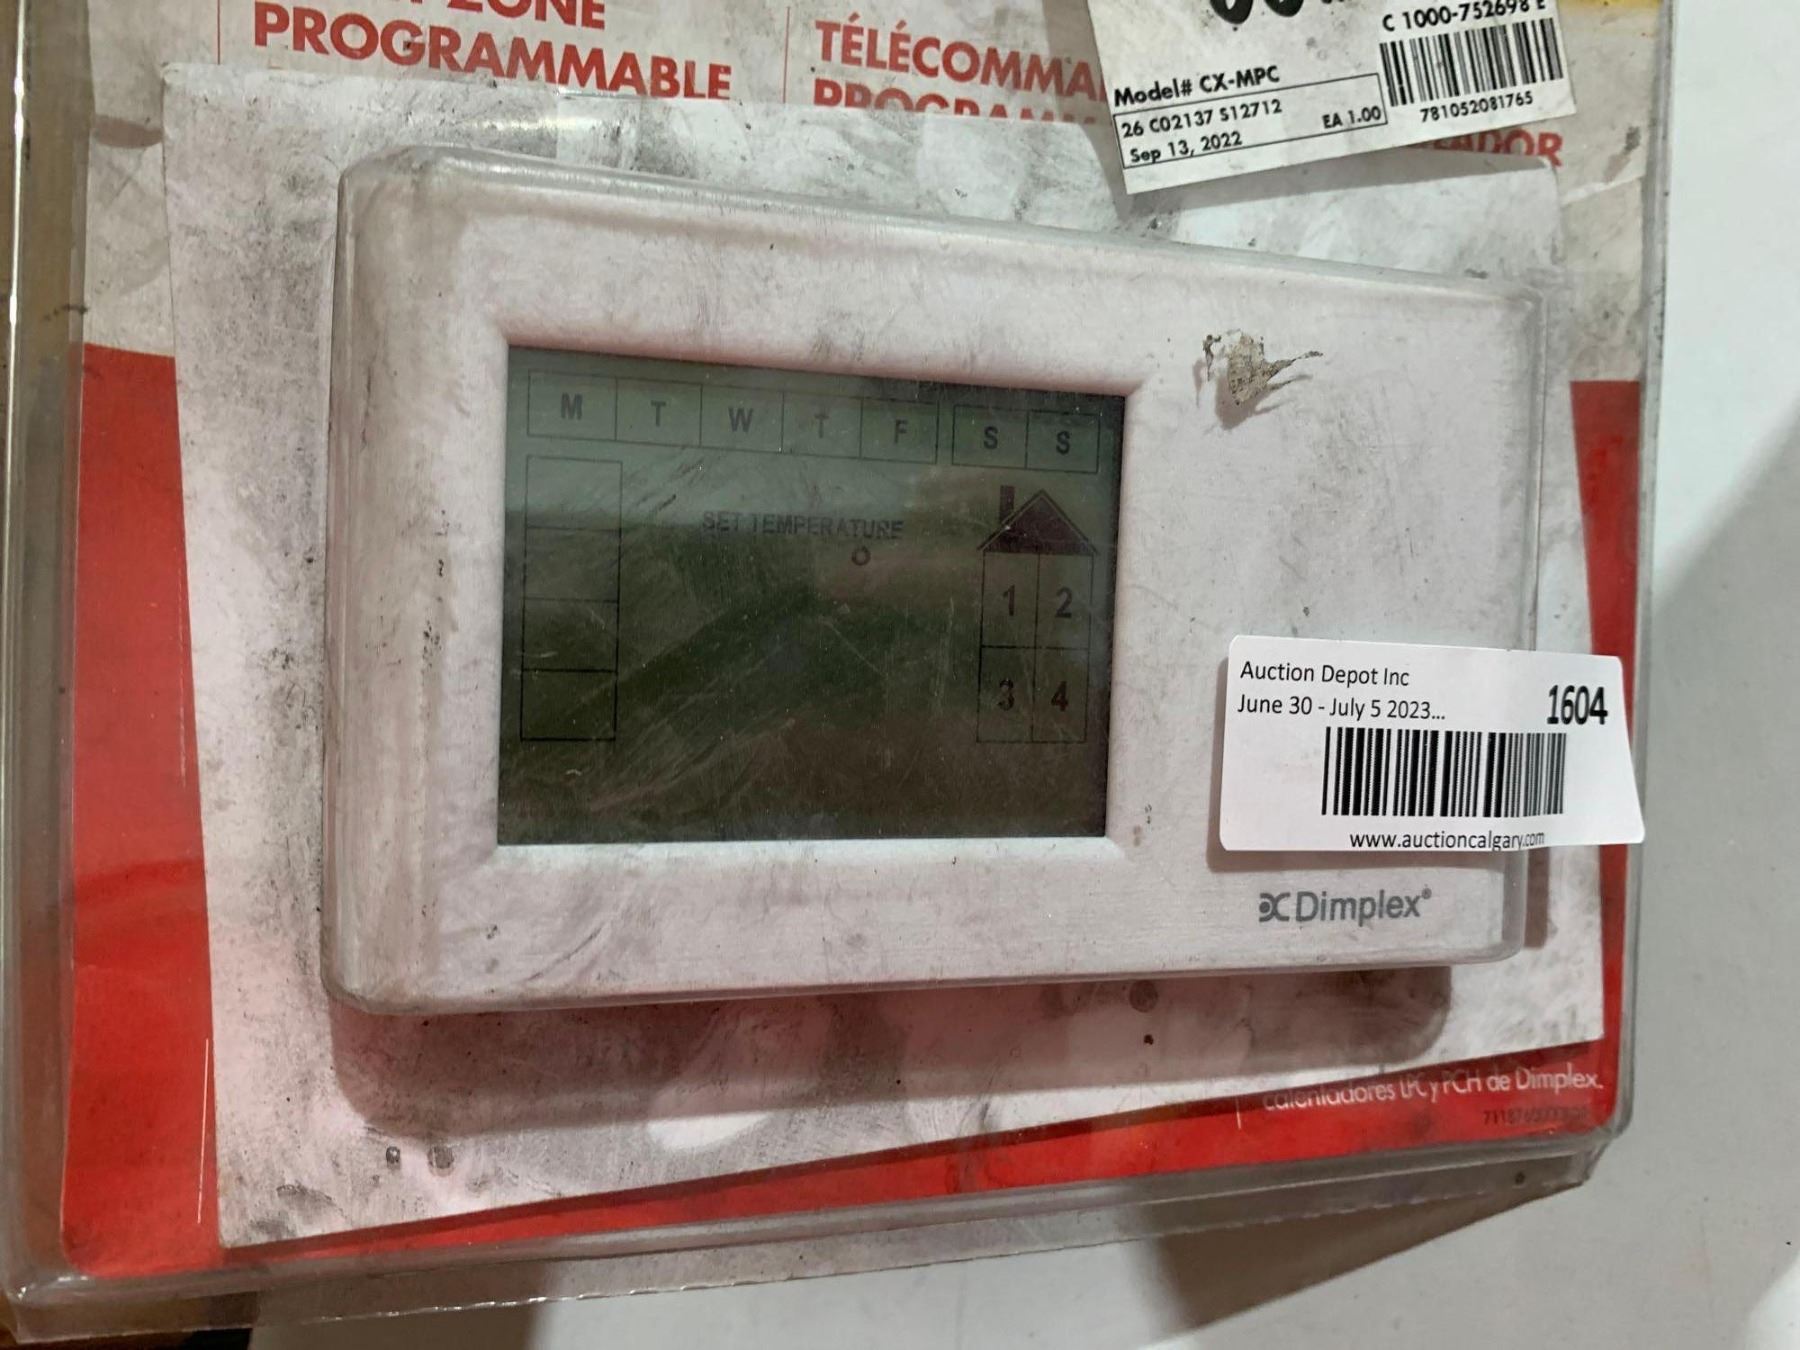 ZONE
PROGRAMMABLE
TÉLÉCOMMA
PROGRAMM
C 1000-752698 E
Model# CX-MPC
26 C02137 S12712
EA 1.00
Sep 13, 2022
781052081765
M T W T F S S
SET TEMPERATURE
1 2
3 4
Auction Depot Inc
June 30 - July 5 2023...
1604
www.auctioncalgary.com
Dimplex®
calentadores LPC y PCH de Dimplex.